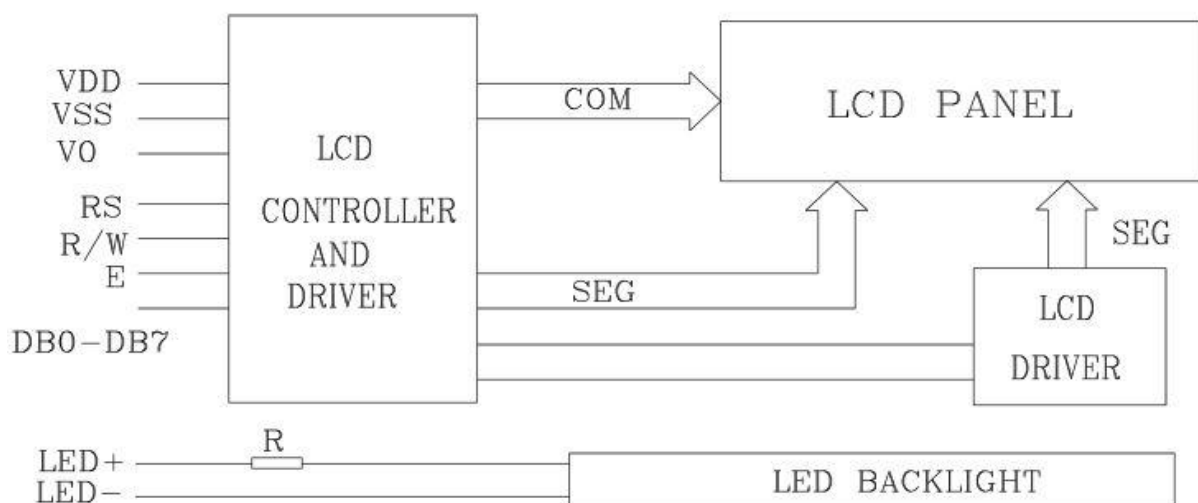 VDD
VSS
VO
RS
R/W
E
DB0-DB7
LCD
CONTROLLER
AND
DRIVER
COM
SEG
LCD PANEL
SEG
LCD
DRIVER
R
LED+
LED-
LED BACKLIGHT